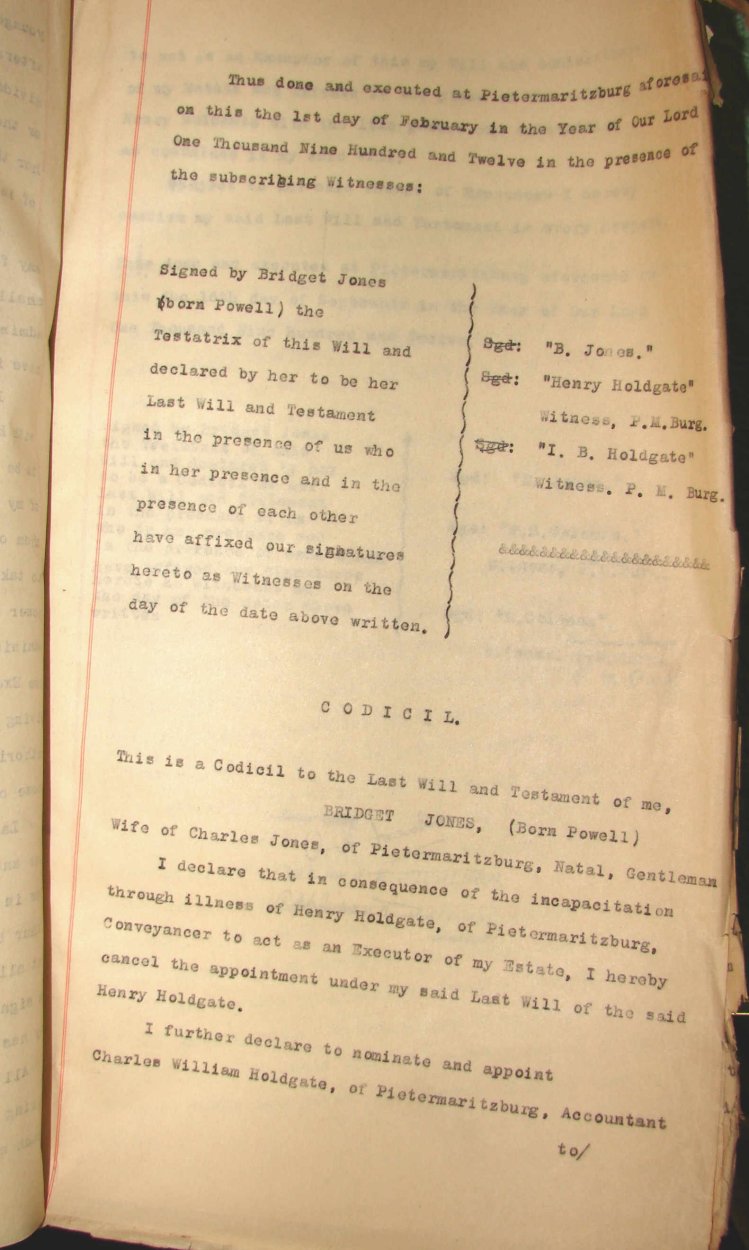 Thus done and executed at Pietermaritzburg aforesai
on this the 1st day of February in the Year of Our Lord
One Thousand Nine Hundred and Twelve in the presence of
the subscribing Witnesses:
Signed by Bridget Jones
(born Powell) the
Testatrix of this Will and
declared by her to be her
Last Will and Testament
in the presence of us who
in her presence and in the
presence of each other
have affixed our signatures
hereto as Witnesses on the
day of the date above written.
Sgd: "B. Jones."
Sgd: "Henry Holdgate"
Witness, P.M.Burg.
Sgd: "I. B. Holdgate"
Witness. P. M. Burg.
&&&&&&&&&&&&&&&&&&&&&
C O D I C I L.
This is a Codicil to the Last Will and Testament of me,
BRIDGET JONES, (Born Powell)
Wife of Charles Jones, of Pietermaritzburg, Natal, Gentleman
I declare that in consequence of the incapacitation
through illness of Henry Holdgate, of Pietermaritzburg,
Conveyancer to act as an Executor of my Estate, I hereby
cancel the appointment under my said Last Will of the said
Henry Holdgate.
I further declare to nominate and appoint
Charles William Holdgate, of Pietermaritzburg, Accountant
to/